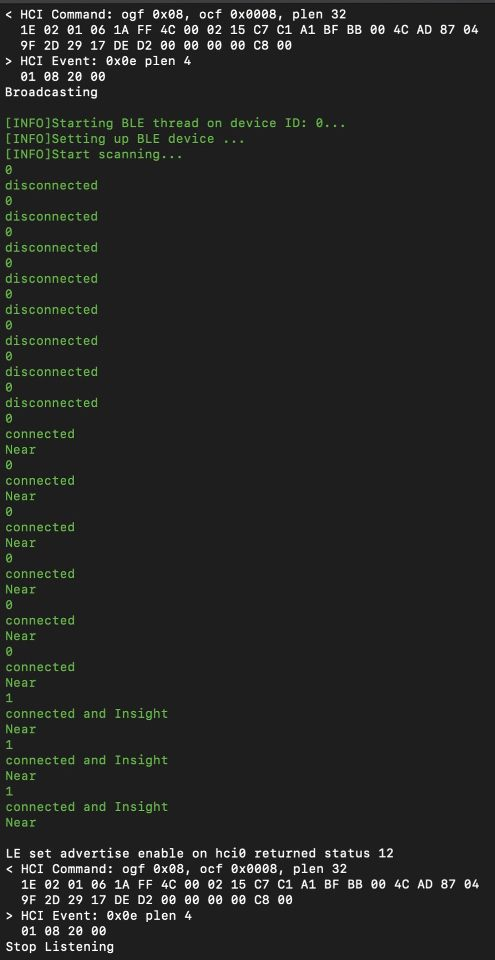 < HCI Command: ogf 0x08, ocf 0x0008, plen 32
1E 02 01 06 1A FF 4C 00 02 15 C7 C1 A1 BF BB 00 4C AD 87 04
9F 2D 29 17 DE D2 00 00 00 00 C8 00
> HCI Event: 0x0e plen 4
01 08 20 00
Broadcasting
[INFO]Starting BLE thread on device ID: 0...
[INFO]Setting up BLE device ...
[INFO]Start scanning...
0
disconnected
0
disconnected
0
disconnected
0
disconnected
0
disconnected
0
disconnected
0
disconnected
0
disconnected
0
connected
Near
0
connected
Near
0
connected
Near
0
connected
Near
0
connected
Near
0
connected
Near
1
connected and Insight
Near
1
connected and Insight
Near
1
connected and Insight
Near
LE set advertise enable on hci0 returned status 12
< HCI Command: ogf 0x08, ocf 0x0008, plen 32
1E 02 01 06 1A FF 4C 00 02 15 C7 C1 A1 BF BB 00 4C AD 87 04
9F 2D 29 17 DE D2 00 00 00 00 C8 00
> HCI Event: 0x0e plen 4
01 08 20 00
Stop Listening